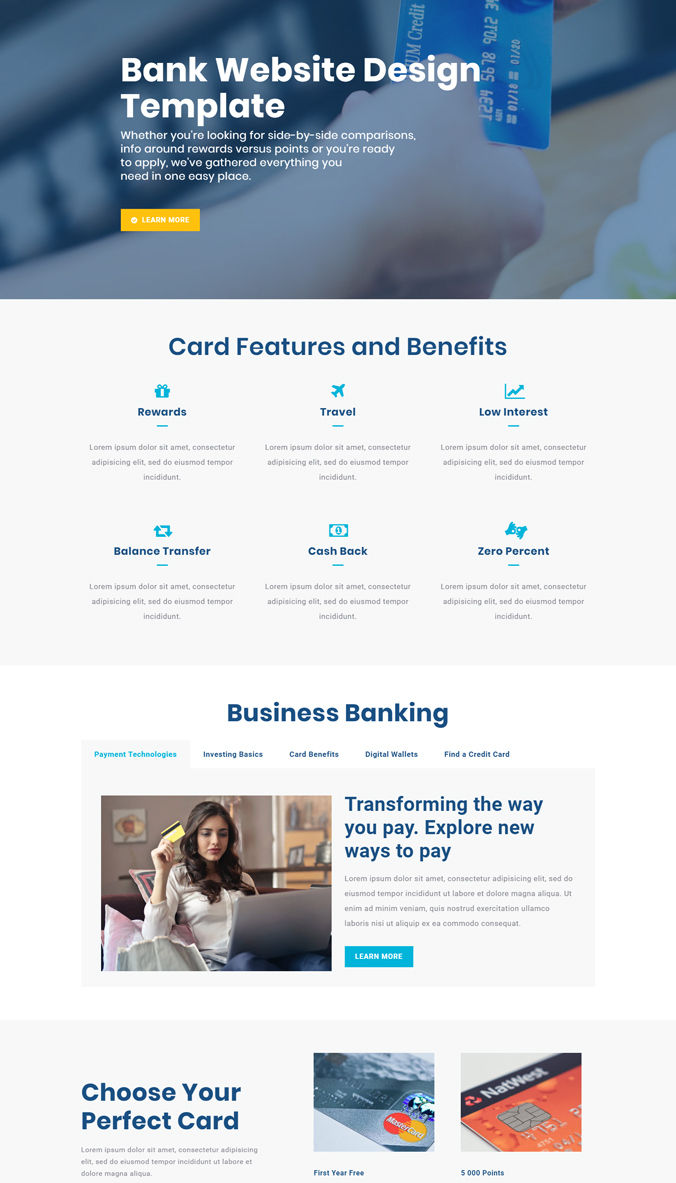 UM Credit
1234 5678 9012 3
01/18 01/20
Bank Website Design
Template
Whether you're looking for side-by-side comparisons,
info around rewards versus points or you're ready
to apply, we've gathered everything you
need in one easy place.
LEARN MORE
Card Features and Benefits
Rewards
Travel
Low Interest
Lorem ipsum dolor sit amet, consectetur
adipisicing elit, sed do eiusmod tempor
incididunt.
Lorem ipsum dolor sit amet, consectetur
adipisicing elit, sed do eiusmod tempor
incididunt.
Lorem ipsum dolor sit amet, consectetur
adipisicing elit, sed do eiusmod tempor
incididunt.
Balance Transfer
Cash Back
Zero Percent
Lorem ipsum dolor sit amet, consectetur
adipisicing elit, sed do eiusmod tempor
incididunt.
Lorem ipsum dolor sit amet, consectetur
adipisicing elit, sed do eiusmod tempor
incididunt.
Lorem ipsum dolor sit amet, consectetur
adipisicing elit, sed do eiusmod tempor
incididunt.
Business Banking
Payment Technologies
Investing Basics
Card Benefits
Digital Wallets
Find a Credit Card
Transforming the way
you pay. Explore new
ways to pay
Lorem ipsum dolor sit amet, consectetur adipisicing elit, sed do
eiusmod tempor incididunt ut labore et dolore magna aliqua. Ut
enim ad minim veniam, quis nostrud exercitation ullamco
laboris nisi ut aliquip ex ea commodo consequat.
LEARN MORE
Choose Your
Perfect Card
Lorem ipsum dolor sit amet, consectetur adipisicing
elit, sed do eiusmod tempor incididunt ut labore et
dolore magna aliqua.
MasterCard
First Year Free
NatWest
5 000 Points